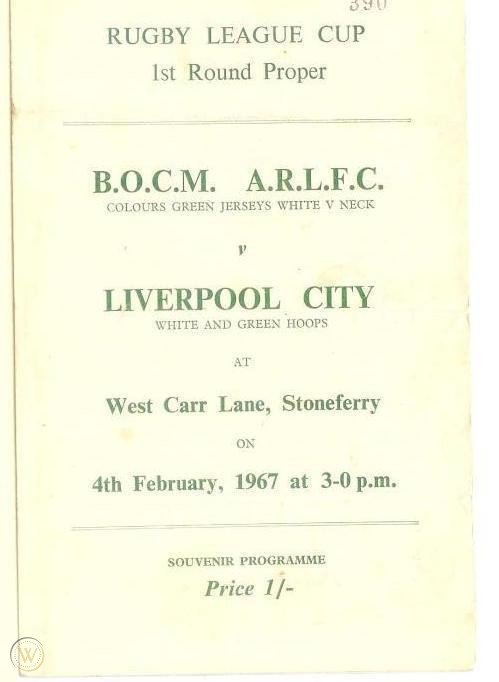 390
RUGBY LEAGUE CUP
1st Round Proper
B.O.C.M. A.R.L.F.C.
COLOURS GREEN JERSEYS WHITE V NECK
v
LIVERPOOL CITY
WHITE AND GREEN HOOPS
AT
West Carr Lane, Stoneferry
ON
4th February, 1967 at 3-0 p.m.
SOUVENIR PROGRAMME
Price 1/-
W